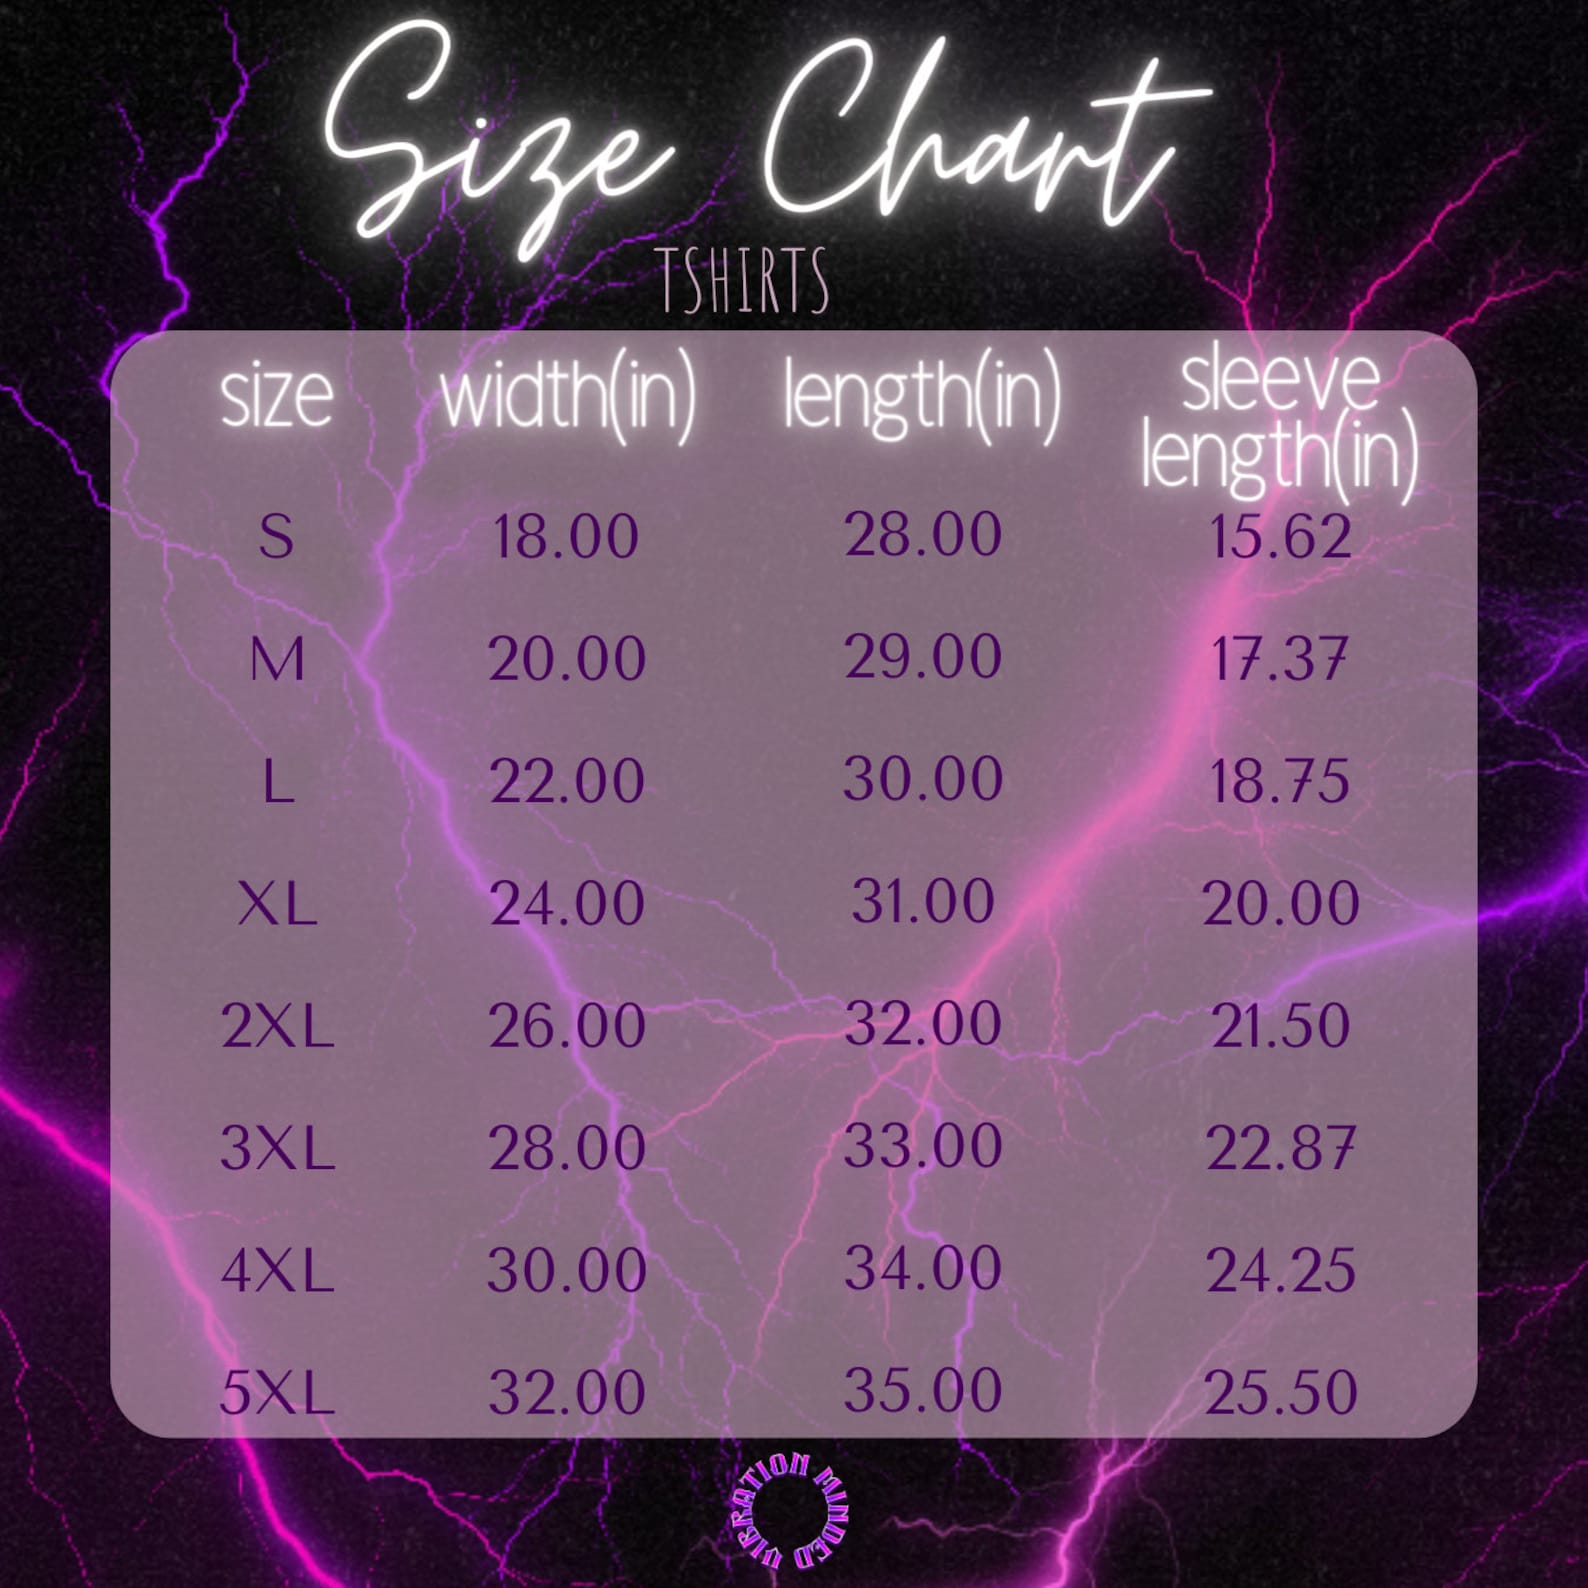 Size Chart
TSHIRTS
size width(in) length(in) sleeve length(in)
S 18.00 28.00 15.62
M 20.00 29.00 17.37
L 22.00 30.00 18.75
XL 24.00 31.00 20.00
2XL 26.00 32.00 21.50
3XL 28.00 33.00 22.87
4XL 30.00 34.00 24.25
5XL 32.00 35.00 25.50
VIBRATION MINDED